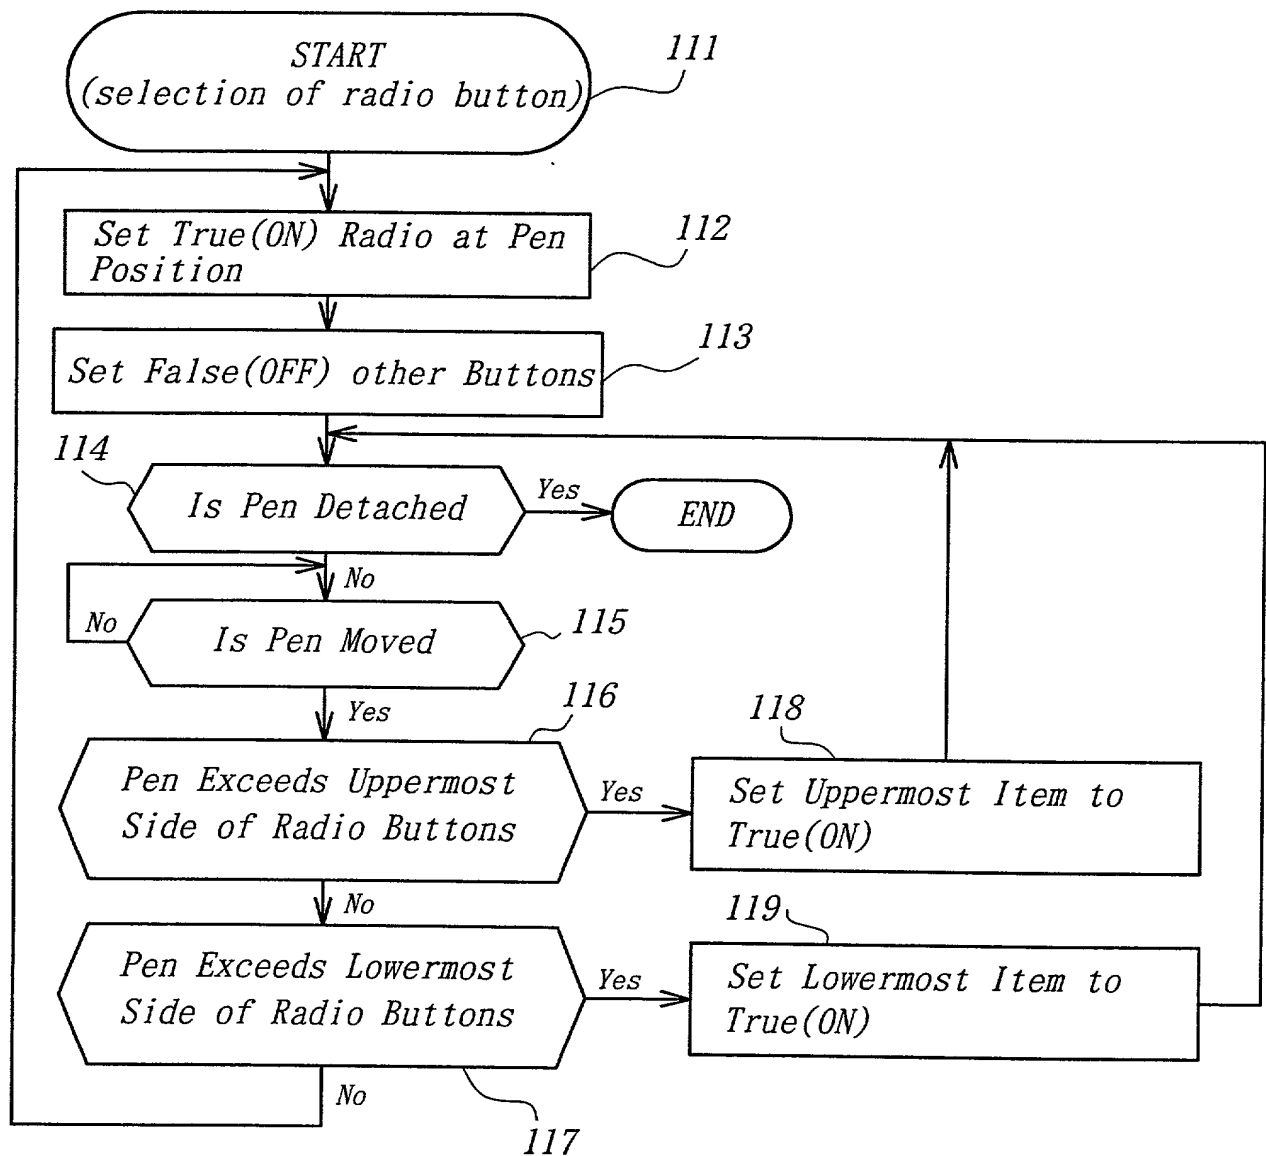 START
(selection of radio button)
111
Set True(ON) Radio at Pen
Position
112
Set False(OFF) other Buttons
113
114
Is Pen Detached
Yes
END
No
No
Is Pen Moved
115
Yes
116
Pen Exceeds Uppermost
Side of Radio Buttons
Yes
118
Set Uppermost Item to
True(ON)
No
Pen Exceeds Lowermost
Side of Radio Buttons
Yes
119
Set Lowermost Item to
True(ON)
No
117